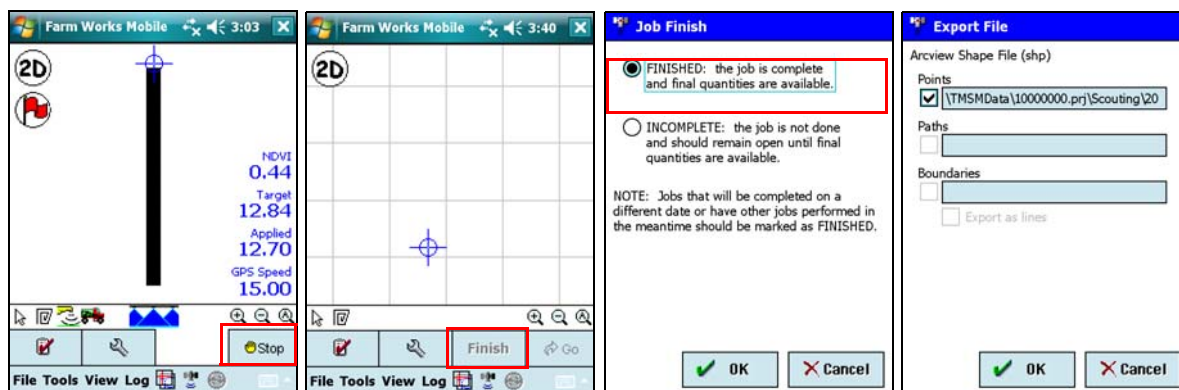 Farm Works Mobile 3:03
2D
NDVI
0.44
Target
12.84
Applied
12.70
GPS Speed
15.00
Stop
File Tools View Log
Farm Works Mobile 3:40
2D
Finish
Go
File Tools View Log
Job Finish
FINISHED: the job is complete
and final quantities are available.
INCOMPLETE: the job is not done
and should remain open until final
quantities are available.
NOTE: Jobs that will be completed on a
different date or have other jobs performed in
the meantime should be marked as FINISHED.
OK
Cancel
Export File
Arcview Shape File (shp)
Points
\TMSMData\10000000.prj\Scouting\20
Paths
Boundaries
Export as lines
OK
Cancel